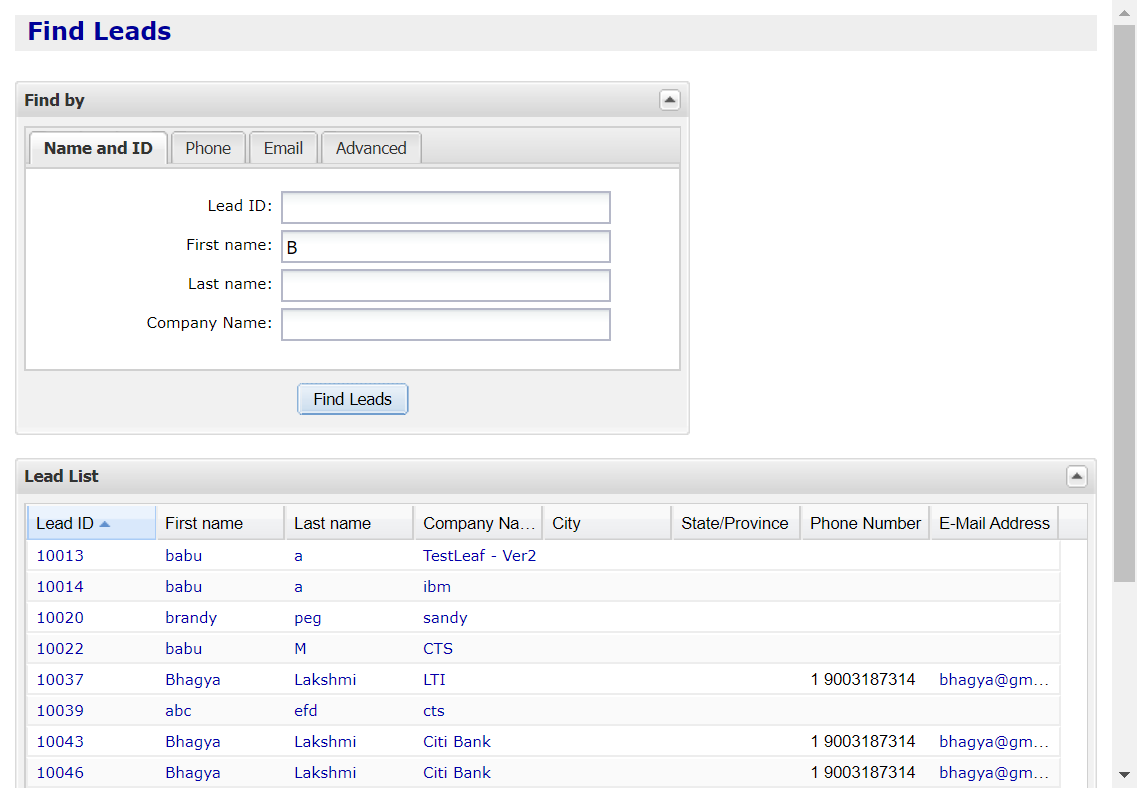 Find Leads
Find by
Name and ID Phone Email Advanced
Lead ID:
First name: B
Last name:
Company Name:
Find Leads
Lead List
Lead ID First name Last name Company Na... City State/Province Phone Number E-Mail Address
10013 babu a TestLeaf - Ver2
10014 babu a ibm
10020 brandy peg sandy
10022 babu M CTS
10037 Bhagya Lakshmi LTI 1 9003187314 bhagya@gm...
10039 abc efd cts
10043 Bhagya Lakshmi Citi Bank 1 9003187314 bhagya@gm...
10046 Bhagya Lakshmi Citi Bank 1 9003187314 bhagya@gm...